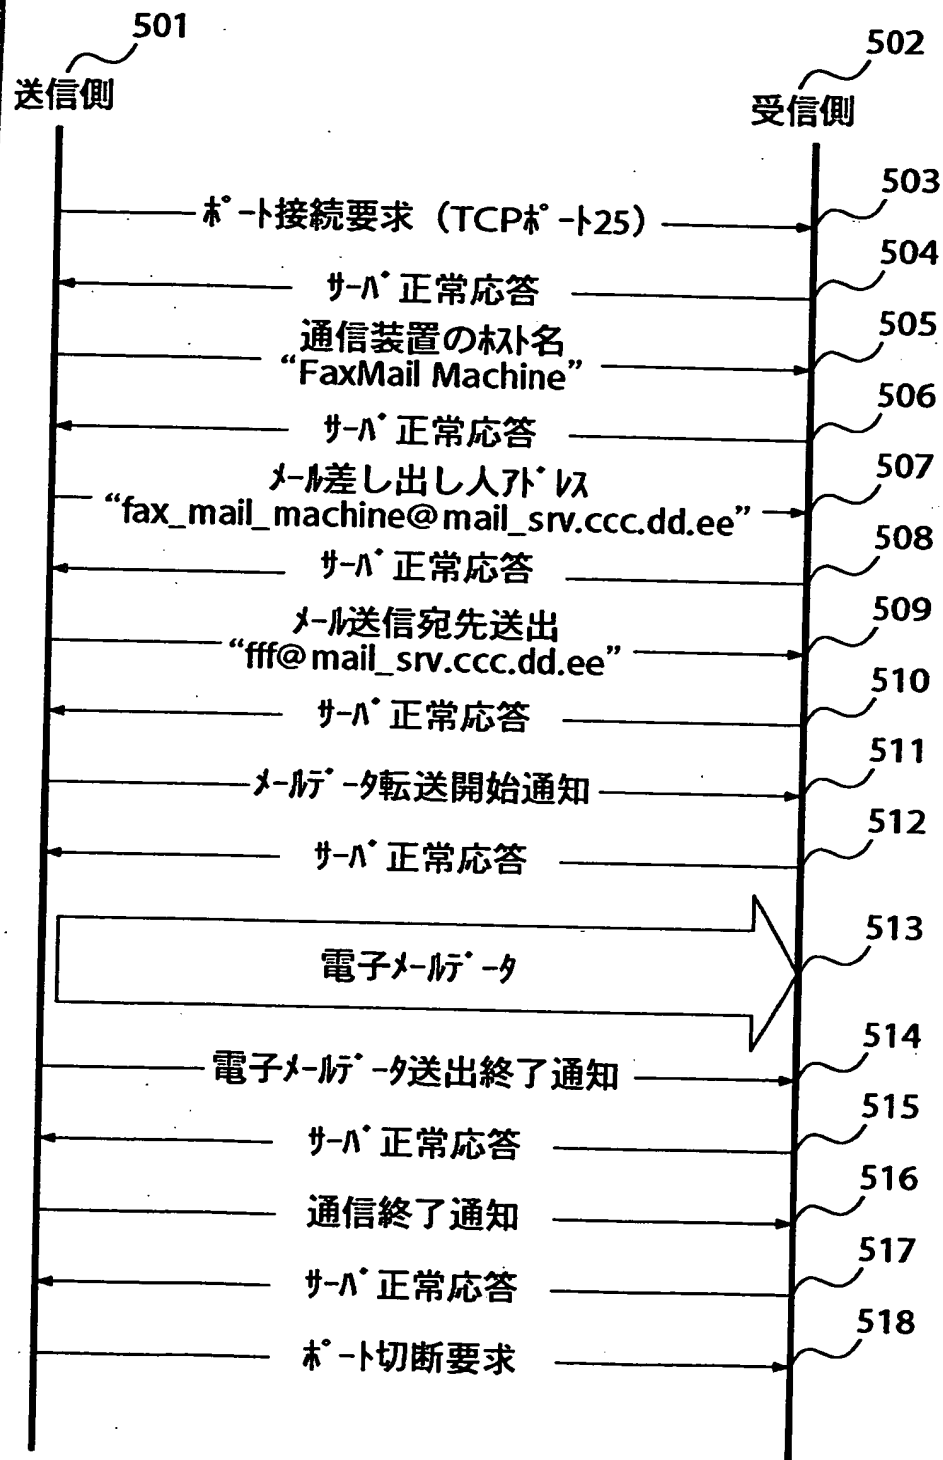 501
送信側
502
受信側
ﾎﾟｰﾄ接続要求（TCPﾎﾟｰﾄ25）
503
ｻｰﾊﾞ正常応答
504
通信装置のﾎｽﾄ名
“FaxMail Machine”
505
ｻｰﾊﾞ正常応答
506
ﾒｰﾙ差し出し人ｱﾄﾞﾚｽ
“fax_mail_machine@mail_srv.ccc.dd.ee”
507
ｻｰﾊﾞ正常応答
508
ﾒｰﾙ送信宛先送出
“fff@mail_srv.ccc.dd.ee”
509
ｻｰﾊﾞ正常応答
510
ﾒｰﾙﾃﾞｰﾀ転送開始通知
511
ｻｰﾊﾞ正常応答
512
電子ﾒｰﾙﾃﾞｰﾀ
513
電子ﾒｰﾙﾃﾞｰﾀ送出終了通知
514
ｻｰﾊﾞ正常応答
515
通信終了通知
516
ｻｰﾊﾞ正常応答
517
ﾎﾟｰﾄ切断要求
518